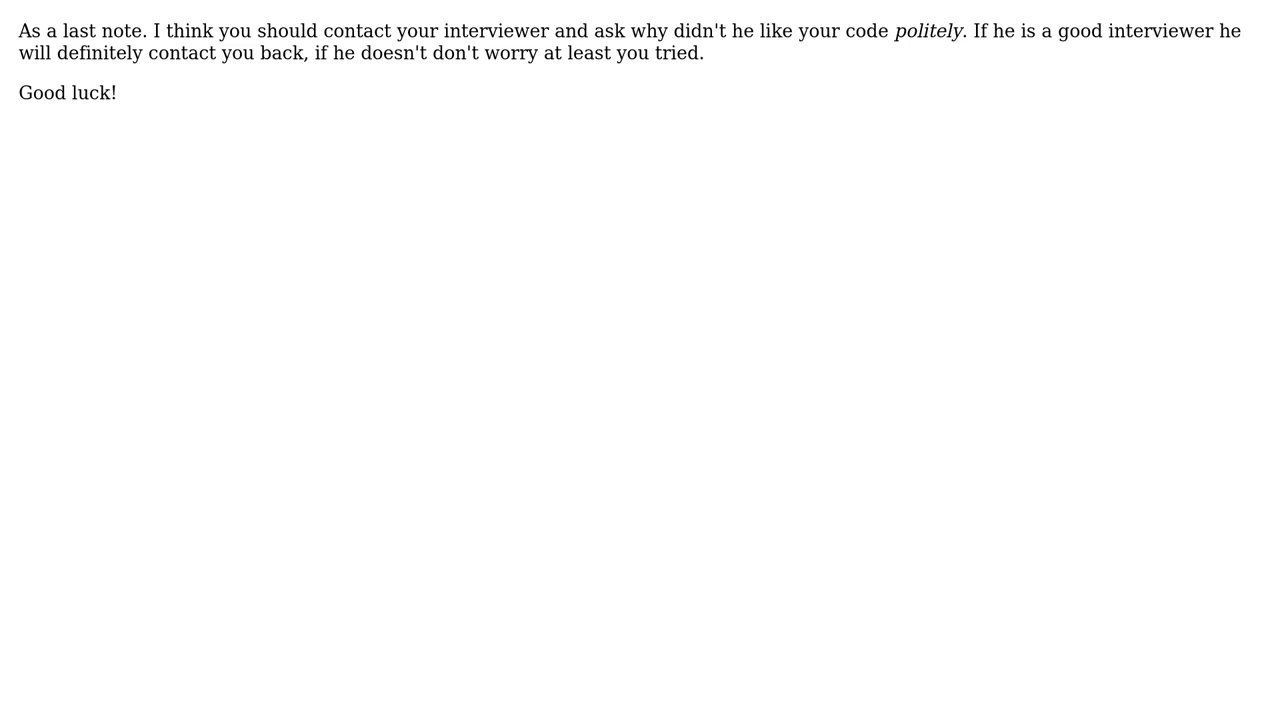 As a last note. I think you should contact your interviewer and ask why didn't he like your code politely. If he is a good interviewer he
will definitely contact you back, if he doesn't don't worry at least you tried.
Good luck!